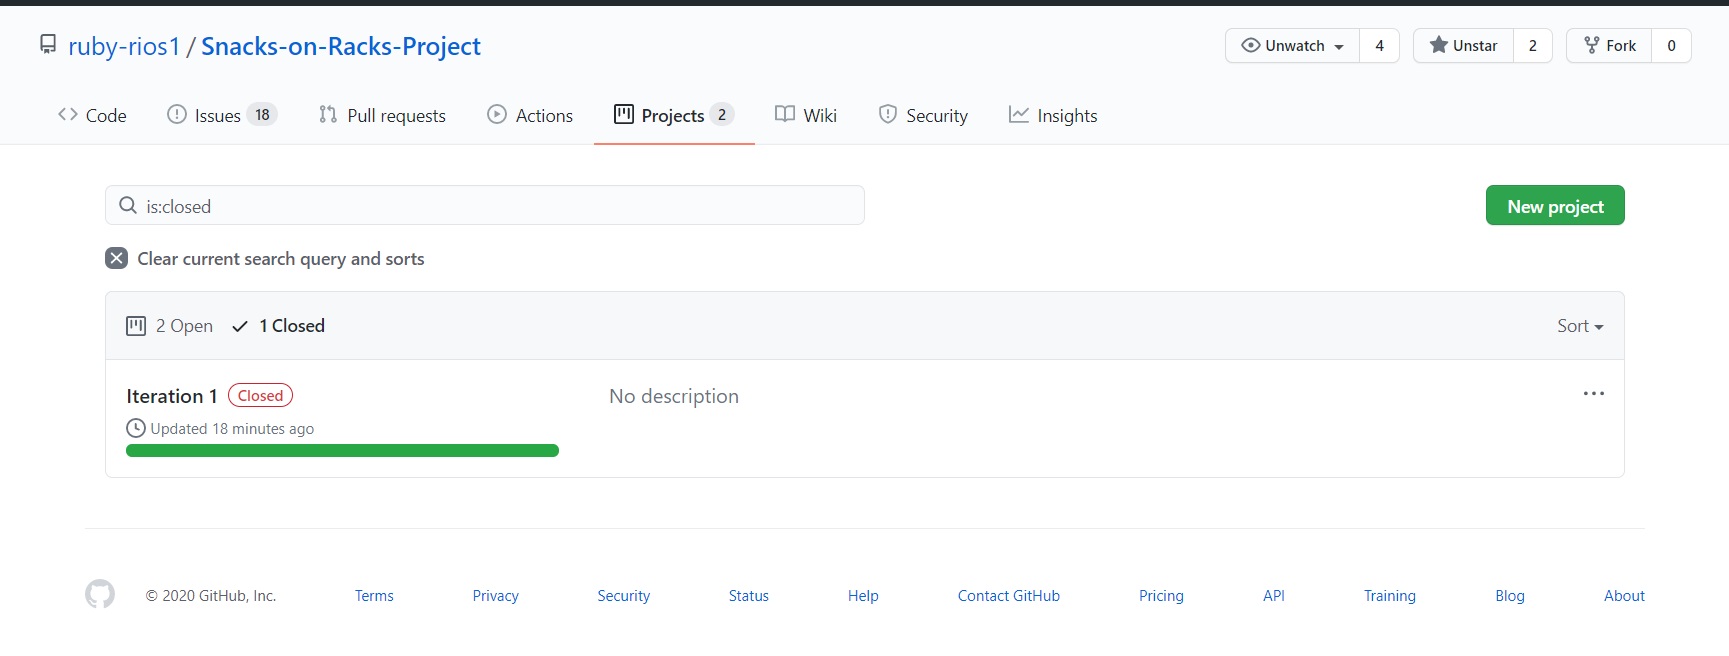 ruby-rios1 / Snacks-on-Racks-Project
Unwatch 4 Unstar 2 Fork 0
Code Issues 18 Pull requests Actions Projects 2 Wiki Security Insights
is:closed New project
Clear current search query and sorts
2 Open 1 Closed Sort
Iteration 1 Closed No description
Updated 18 minutes ago
© 2020 GitHub, Inc. Terms Privacy Security Status Help Contact GitHub Pricing API Training Blog About